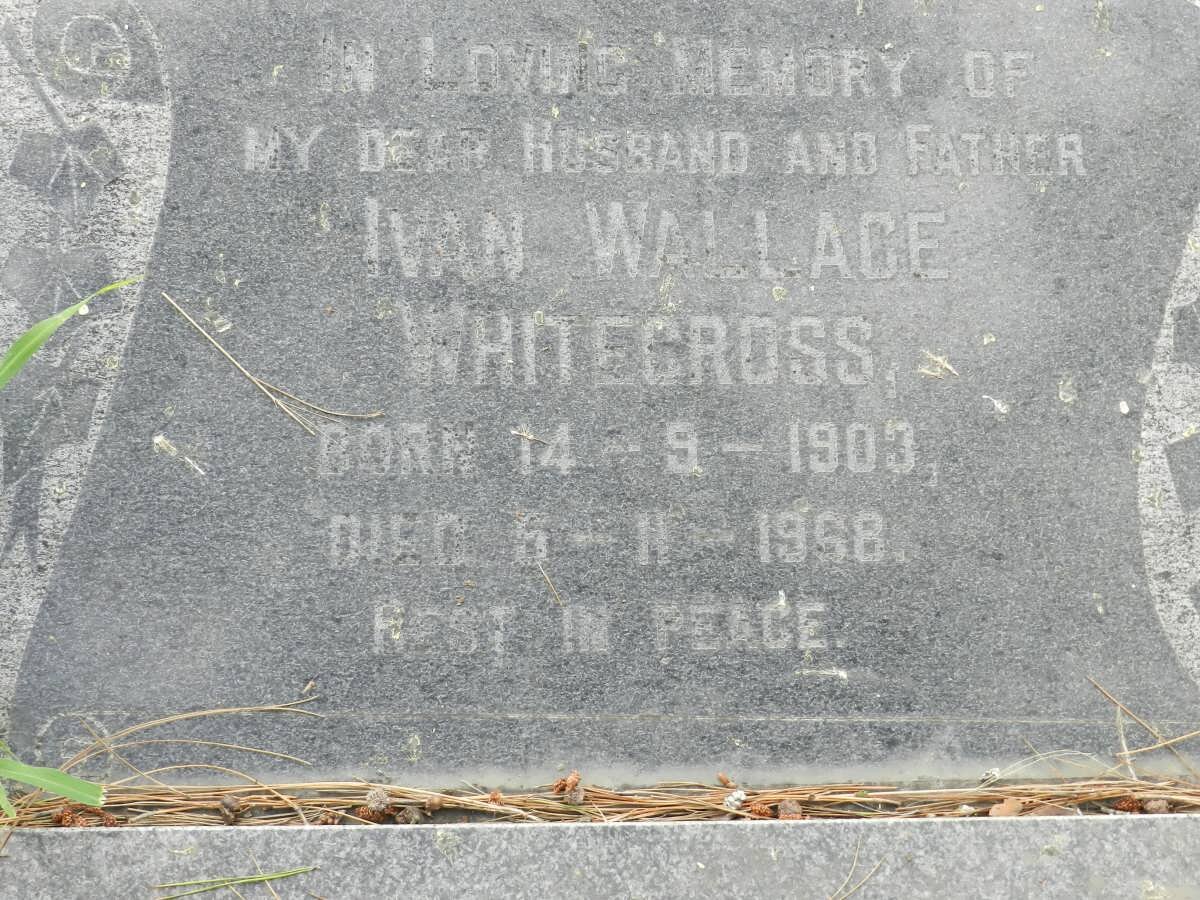 In Loving Memory of
My Dear Husband and Father
Ivan Wallace
Whitecross,
Born 14-9-1903,
Died 5-11-1968.
Rest in Peace.